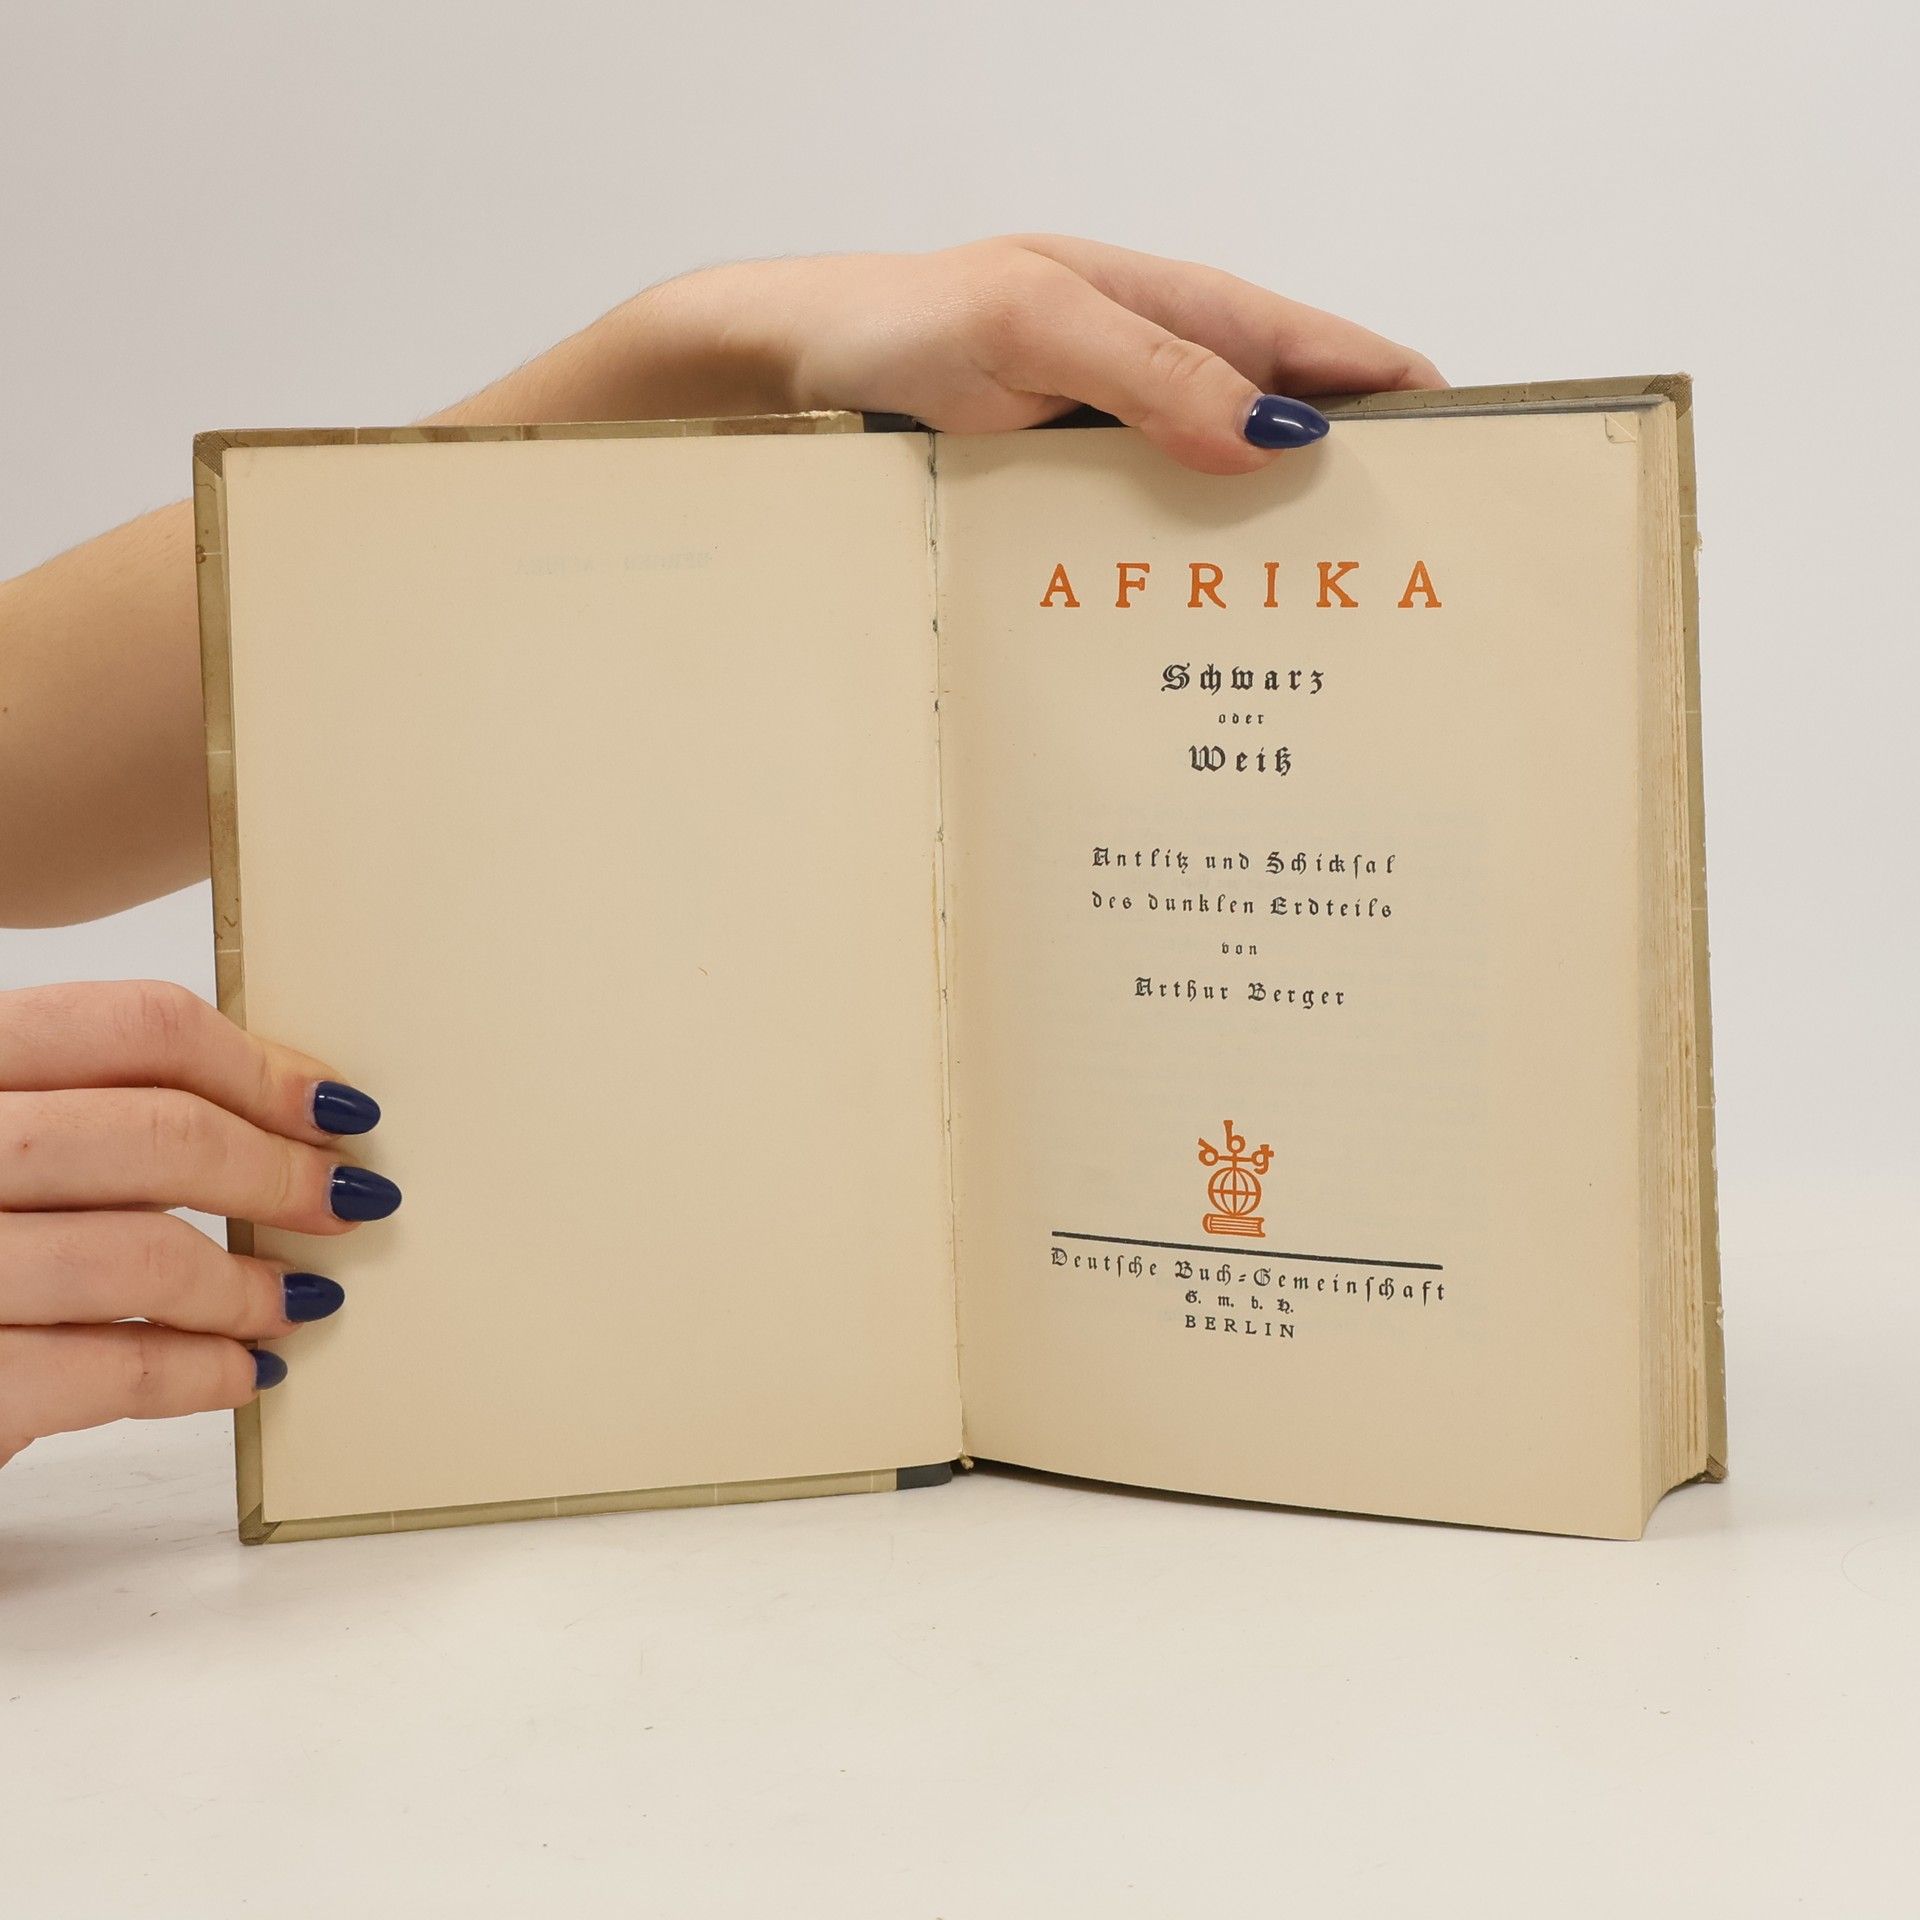 AFRIKA
Schwarz
oder
Weiß
Antlitz und Schickſal
des dunklen Erdteils
von
Arthur Berger
dbg
Deutſche Buch-Gemeinſchaft
G. m. b. H.
BERLIN